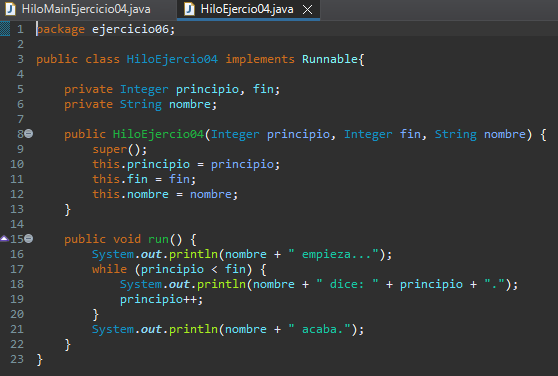 HiloMainEjercicio04.java HiloEjercio04.java
1 package ejercicio06;
2
3 public class HiloEjercio04 implements Runnable{
4
5 private Integer principio, fin;
6 private String nombre;
7
8 public HiloEjercio04(Integer principio, Integer fin, String nombre) {
9 super();
10 this.principio = principio;
11 this.fin = fin;
12 this.nombre = nombre;
13 }
14
15 public void run() {
16 System.out.println(nombre + " empieza...");
17 while (principio < fin) {
18 System.out.println(nombre + " dice: " + principio + ".");
19 principio++;
20 }
21 System.out.println(nombre + " acaba.");
22 }
23 }